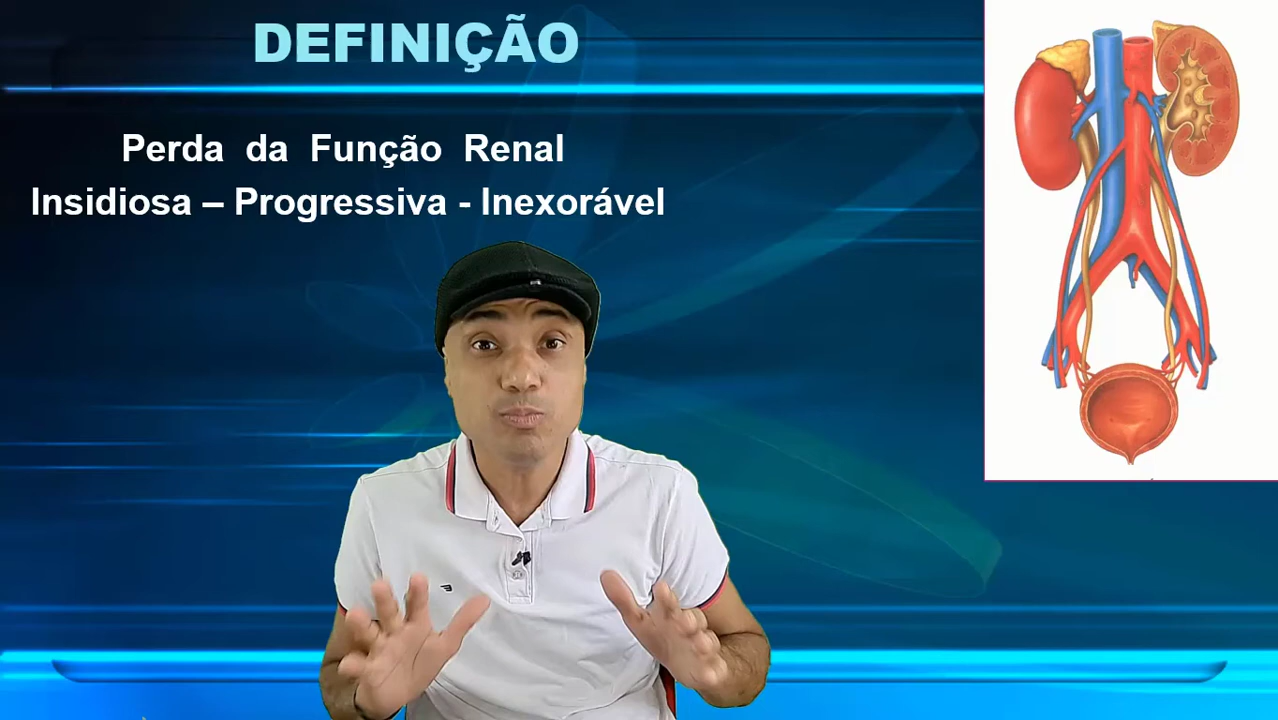 DEFINIÇÃO
Perda da Função Renal
Insidiosa – Progressiva - Inexorável